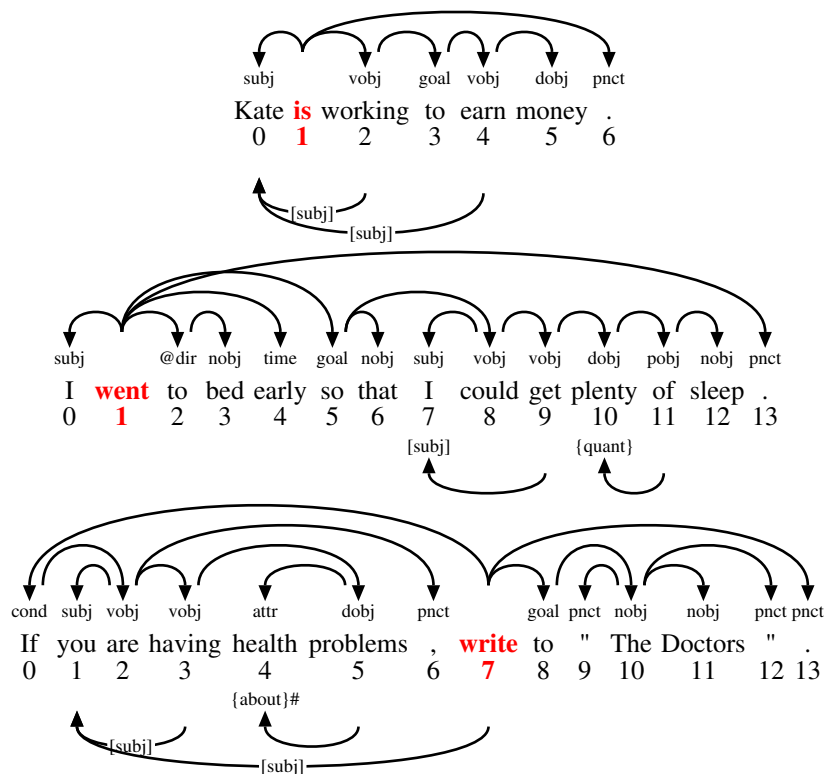 subj vobj goal vobj dobj pnct
Kate is working to earn money .
0 1 2 3 4 5 6
[subj]
[subj]
subj @dir nobj time goal nobj subj vobj vobj dobj pobj nobj pnct
I went to bed early so that I could get plenty of sleep .
0 1 2 3 4 5 6 7 8 9 10 11 12 13
[subj] {quant}
cond subj vobj vobj attr dobj pnct goal pnct nobj nobj pnct pnct
If you are having health problems , write to " The Doctors " .
0 1 2 3 4 5 6 7 8 9 10 11 12 13
{about}#
[subj]
[subj]